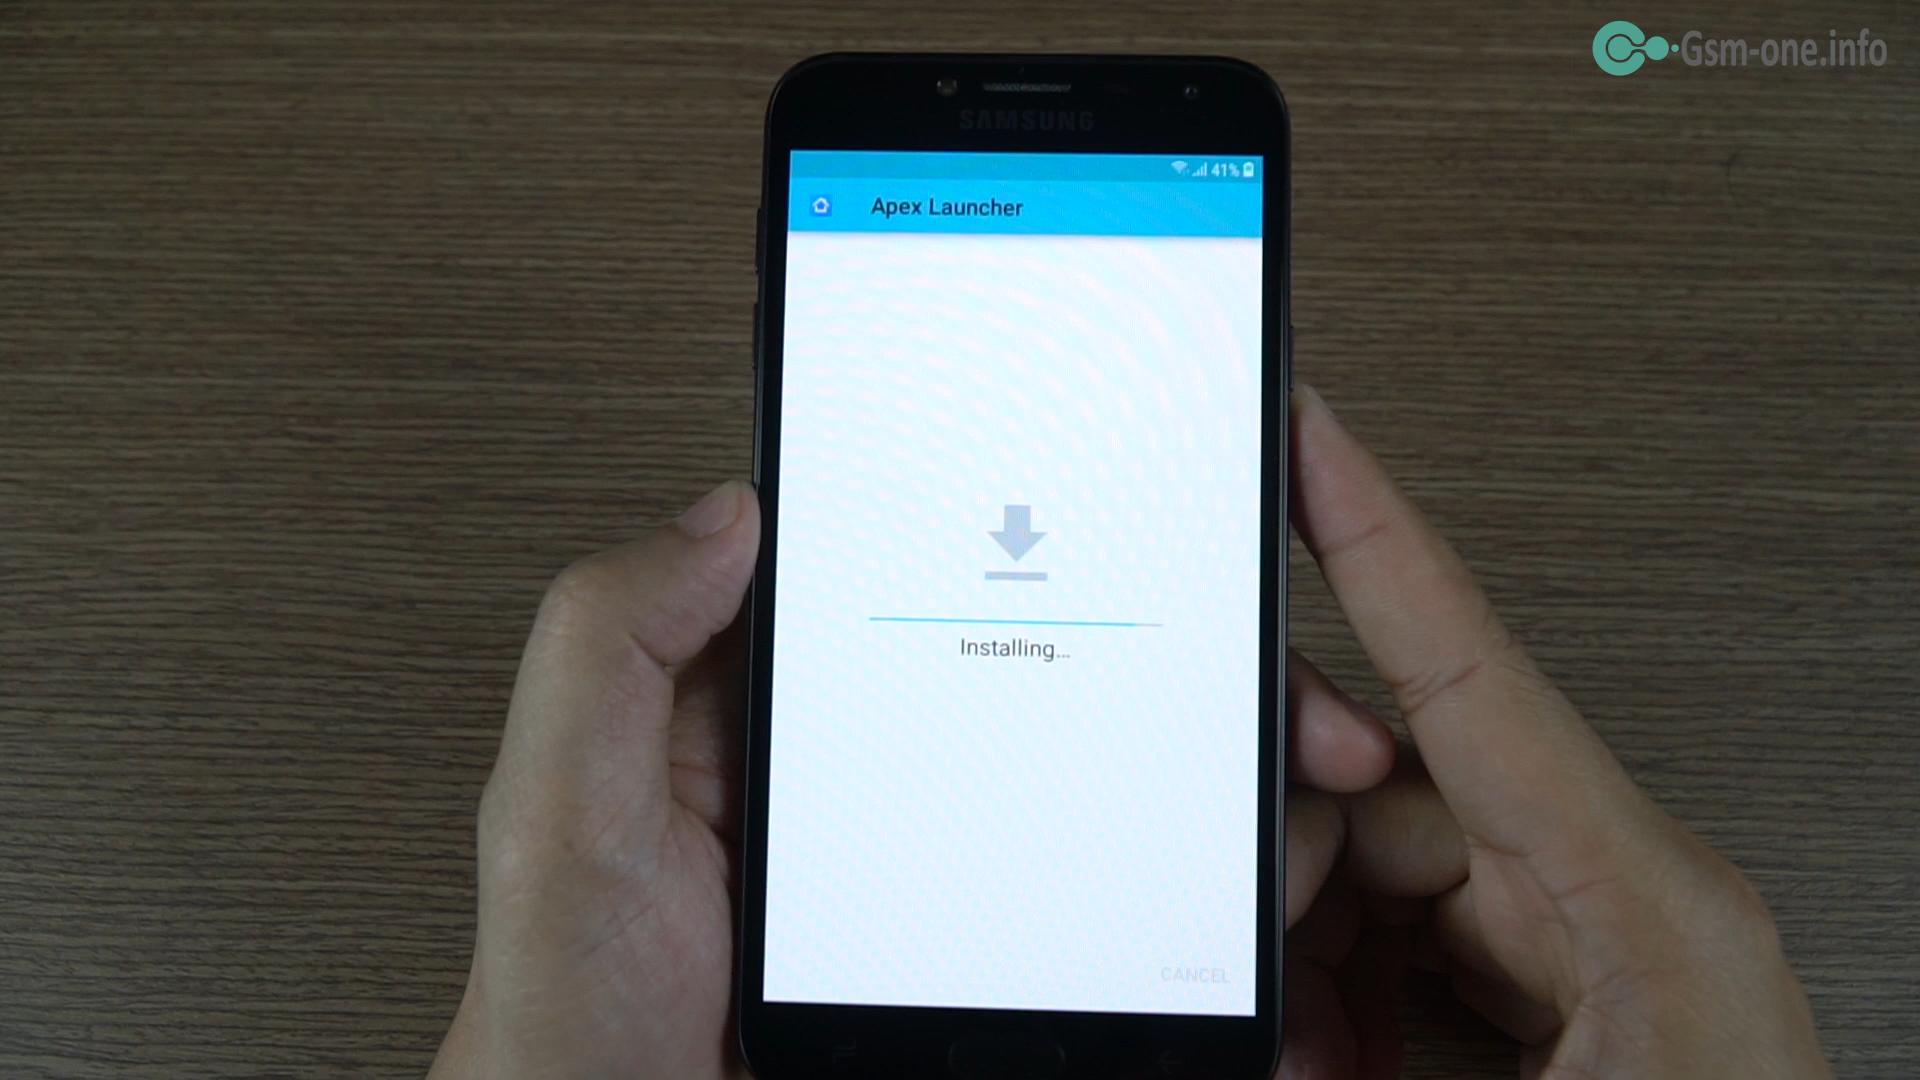 Gsm-one.info
SAMSUNG
41%
Apex Launcher
Installing...
CANCEL